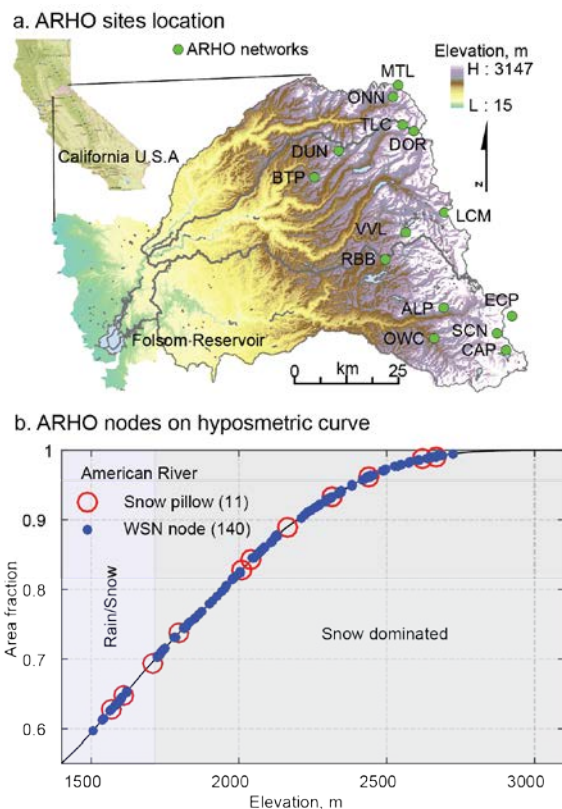 a. ARHO sites location
ARHO networks
Elevation, m
H : 3147
L : 15
California U.S.A
MTL
ONN
TLC
DOR
DUN
BTP
N
LCM
VVL
RBB
ALP
ECP
SCN
OWC
CAP
Folsom Reservoir
km
0 25
b. ARHO nodes on hyposmetric curve
American River
Snow pillow (11)
WSN node (140)
Rain/Snow
Snow dominated
Area fraction
1
0.9
0.8
0.7
0.6
1500 2000 2500 3000
Elevation, m